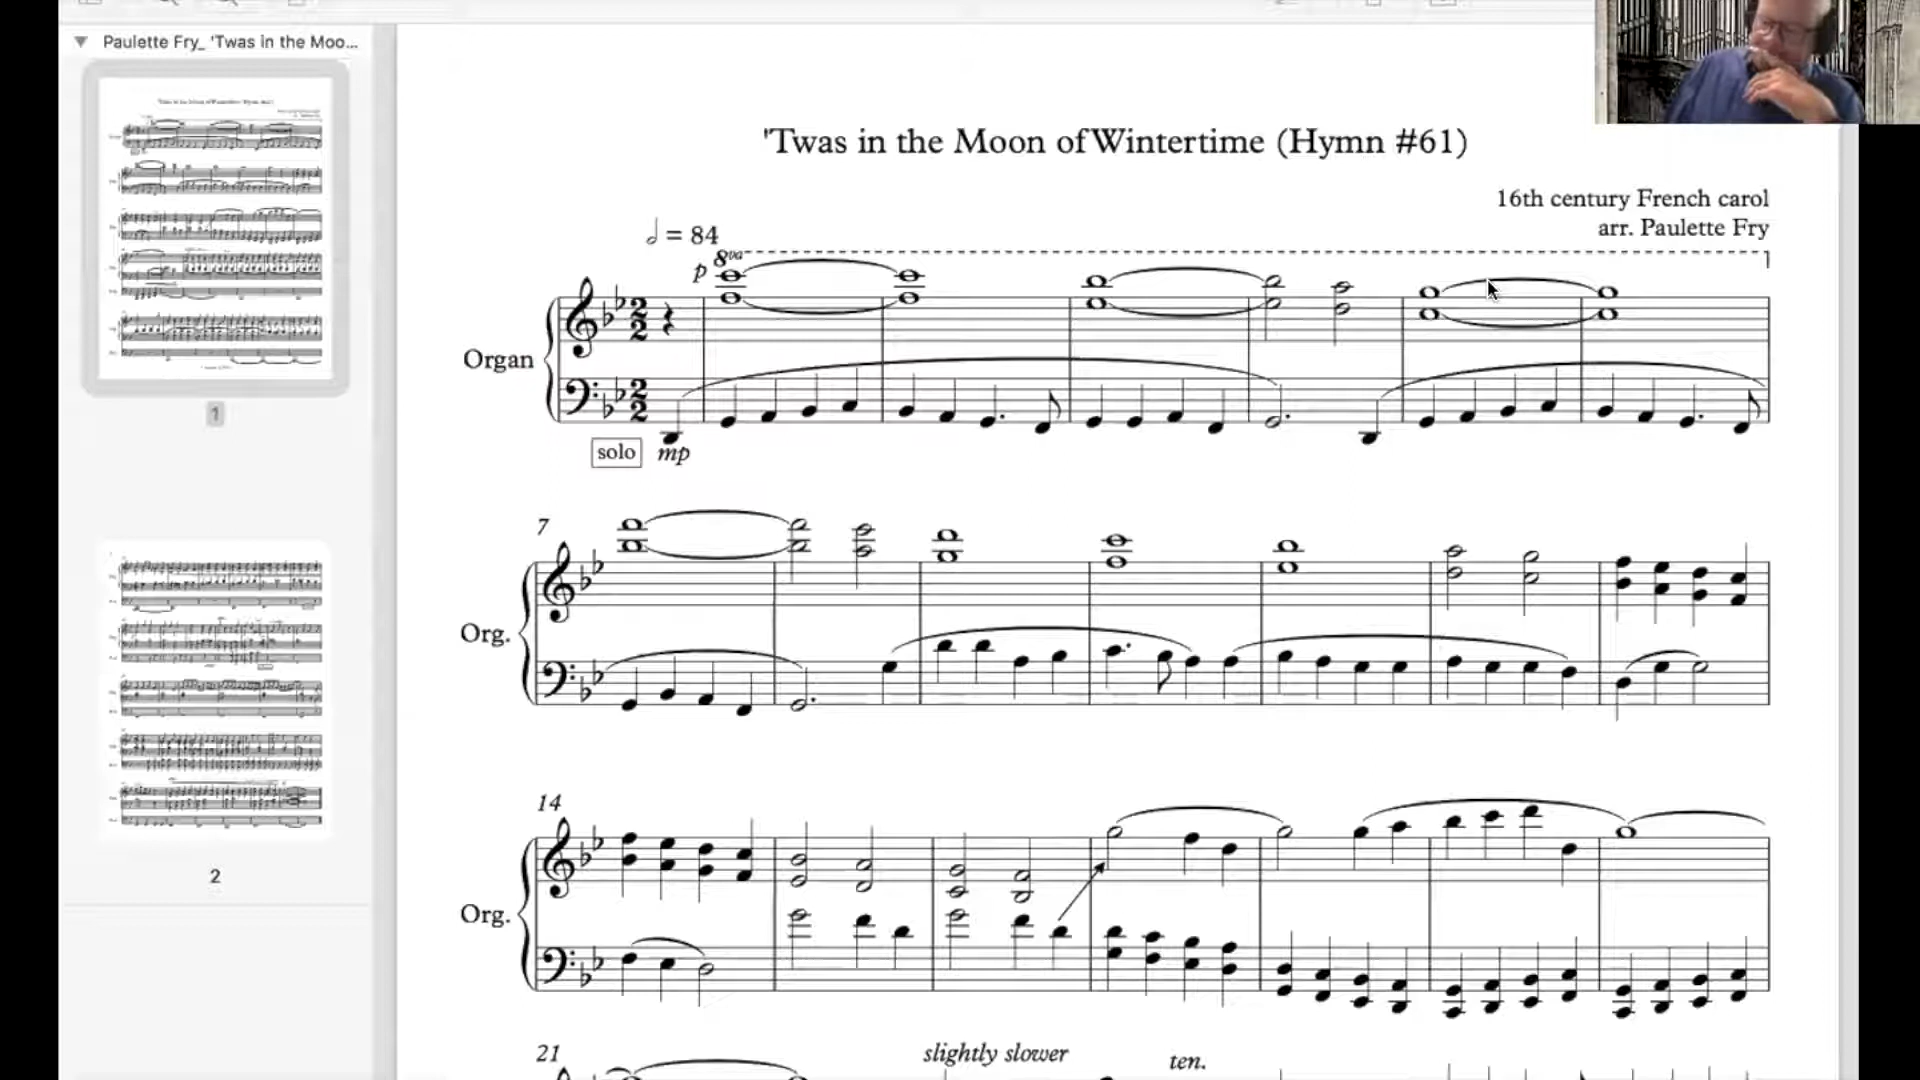 Paulette Fry_ 'Twas in the Moo...
1
2
'Twas in the Moon of Wintertime (Hymn #61)
16th century French carol
arr. Paulette Fry
= 84
p 8va
Organ
solo mp
7
Org.
14
Org.
21
slightly slower
ten.